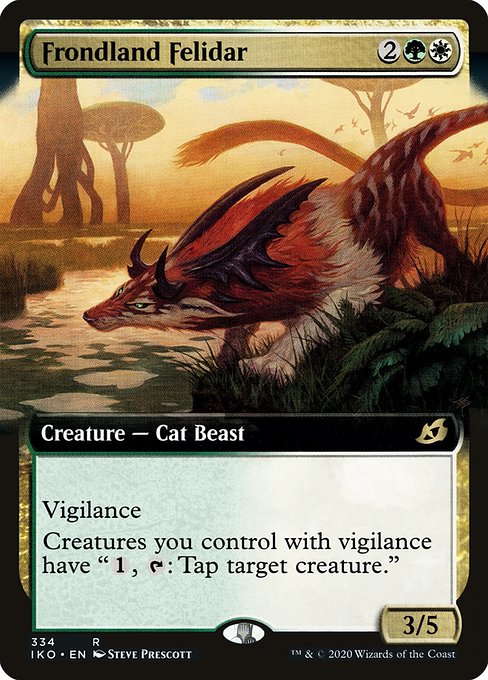 Frondland Felidar 2
Creature — Cat Beast
Vigilance
Creatures you control with vigilance
have “1, : Tap target creature.”
3/5
334 R
IKO • EN Steve Prescott
™ & © 2020 Wizards of the Coast